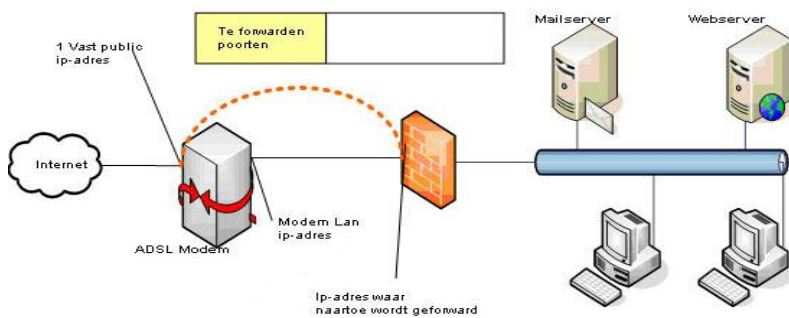 Te forwarden
poorten
Mailserver
Webserver
1 Vast public
ip-adres
Internet
Modem Lan
ip-adres
ADSL Modem
Ip-adres waar
naartoe wordt geforward